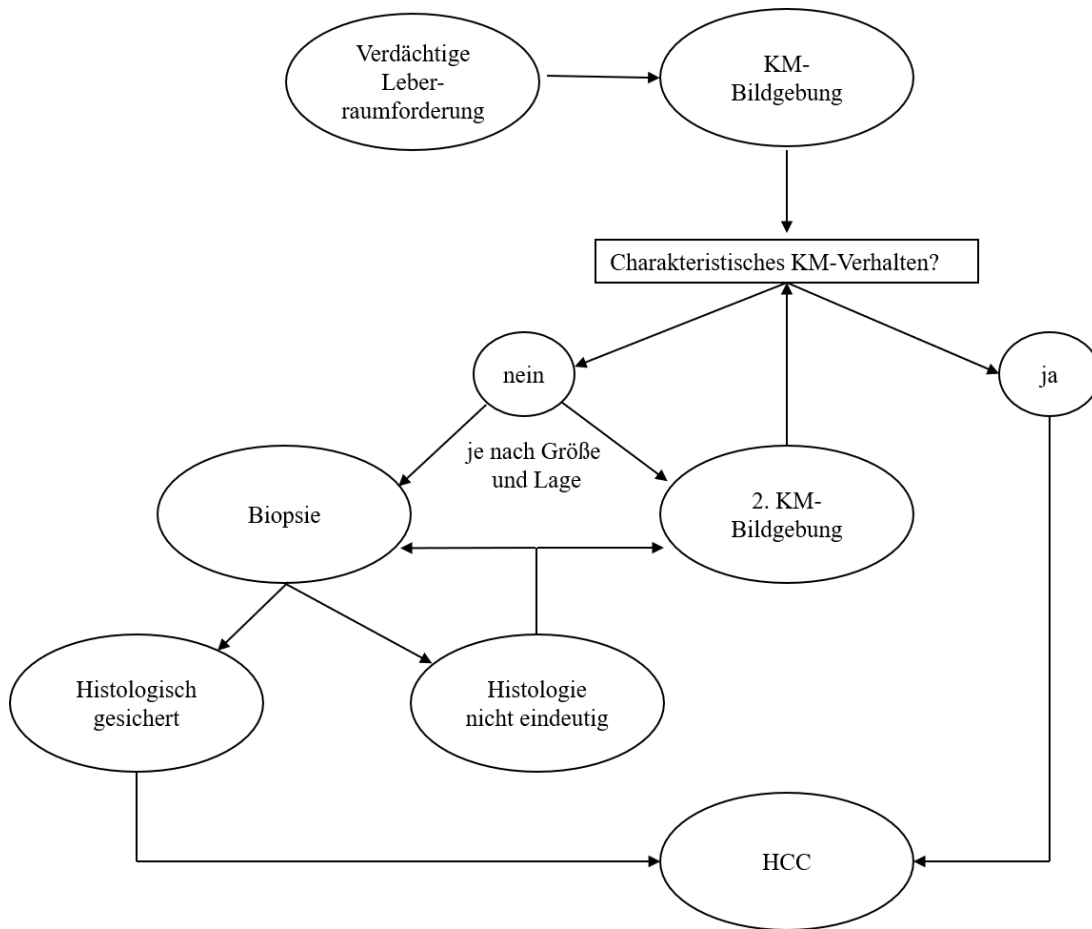 Verdächtige
Leber-
raumforderung
KM-
Bildgebung
Charakteristisches KM-Verhalten?
nein
ja
je nach Größe
und Lage
Biopsie
2. KM-
Bildgebung
Histologisch
gesichert
Histologie
nicht eindeutig
HCC